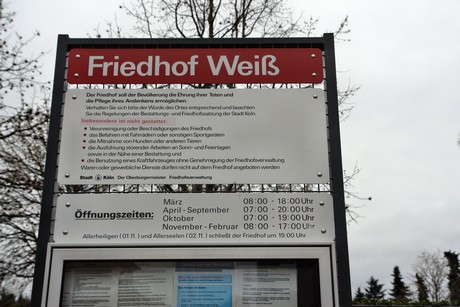 Friedhof Weiß
Der Friedhof soll der Bevölkerung die Ehrung ihrer Toten und
die Pflege ihres Andenkens ermöglichen.
Verhalten Sie sich bitte der Würde des Ortes entsprechend und beachten
Sie die Regelungen der Bestattungs- und Friedhofssatzung der Stadt Köln.
Insbesondere ist nicht gestattet:
• Verunreinigung oder Beschädigungen des Friedhofs
• das Befahren mit Fahrrädern oder sonstigen Sportgeräten
• die Mitnahme von Hunden oder anderen Tieren
• die Ausführung störender Arbeiten an Sonn- und Feiertagen
sowie in der Nähe einer Bestattung und
• die Benutzung eines Kraftfahrzeuges ohne Genehmigung der Friedhofsverwaltung
Waren oder gewerbliche Dienste dürfen nicht auf dem Friedhof angeboten werden
Stadt Köln Der Oberbürgermeister Friedhofsverwaltung
Öffnungszeiten:
März 08:00 - 18:00 Uhr
April - September 07:00 - 20:00 Uhr
Oktober 07:00 - 19:00 Uhr
November - Februar 08:00 - 17:00 Uhr
Allerheiligen (01.11.) und Allerseelen (02.11.) schließt der Friedhof um 19:00 Uhr